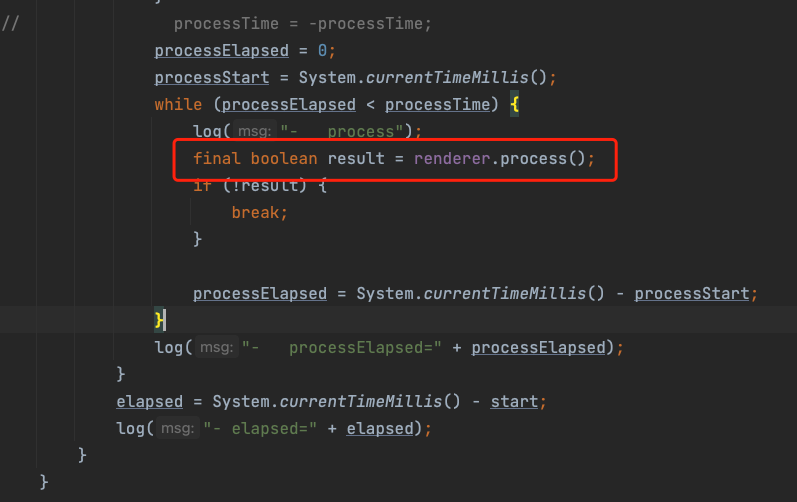 }
//                processTime = -processTime;
                processElapsed = 0;
                processStart = System.currentTimeMillis();
                while (processElapsed < processTime) {
                    log( msg: "-   process");
                    final boolean result = renderer.process();
                    if (!result) {
                        break;
                    }
                    processElapsed = System.currentTimeMillis() - processStart;
                }
                log( msg: "-   processElapsed=" + processElapsed);
            }
            elapsed = System.currentTimeMillis() - start;
            log( msg: "- elapsed=" + elapsed);
        }
    }